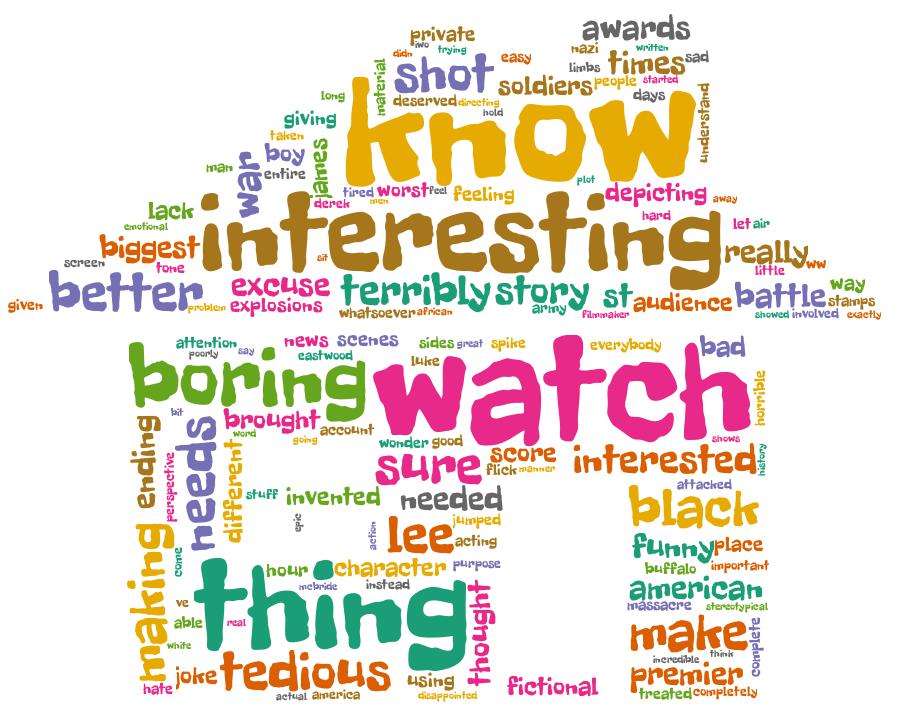 private awards
didn two trying nazi written
shot easy limbs times sad
material soldiers people started
long deserved directing days
giving hold know understand
taken
man war boy james
entire plot
tired worst feel feeling depicting away
lack derek men hard let air
emotional interesting
biggest sit really
screen tone little ww
better excuse terribly story st audience battle way
given problem explosions whatsoever african army filmmaker showed involved stamps exactly
attention news scenes sides great spike everybody bad
poorly say eastwood luke
boring watch horrible
bit brought account
word going wonder good shows
ending needs different sure score interested history
perspective flick manner attacked
stuff invented needed black
epic action lee jumped acting funny place
come hour character purpose buffalo important
making thing mcbride instead american
ve massacre stereotypical
able real thought make complete
white incredible think
joke tedious using premier
hate actual america disappointed fictional treated completely